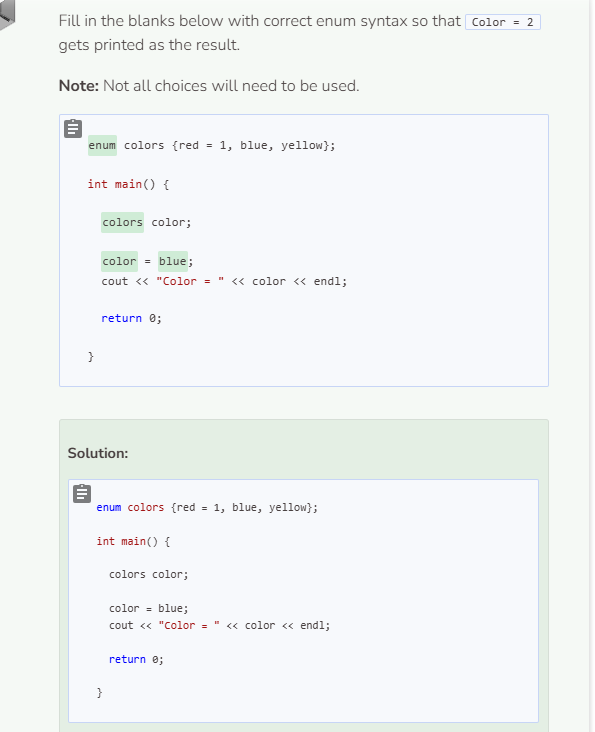 Fill in the blanks below with correct enum syntax so that Color = 2
gets printed as the result.
Note: Not all choices will need to be used.
enum colors {red = 1, blue, yellow};
int main() {
colors color;
color = blue;
cout << "Color = " << color << endl;
return 0;
}
Solution:
enum colors {red = 1, blue, yellow};
int main() {
colors color;
color = blue;
cout << "Color = " << color << endl;
return 0;
}